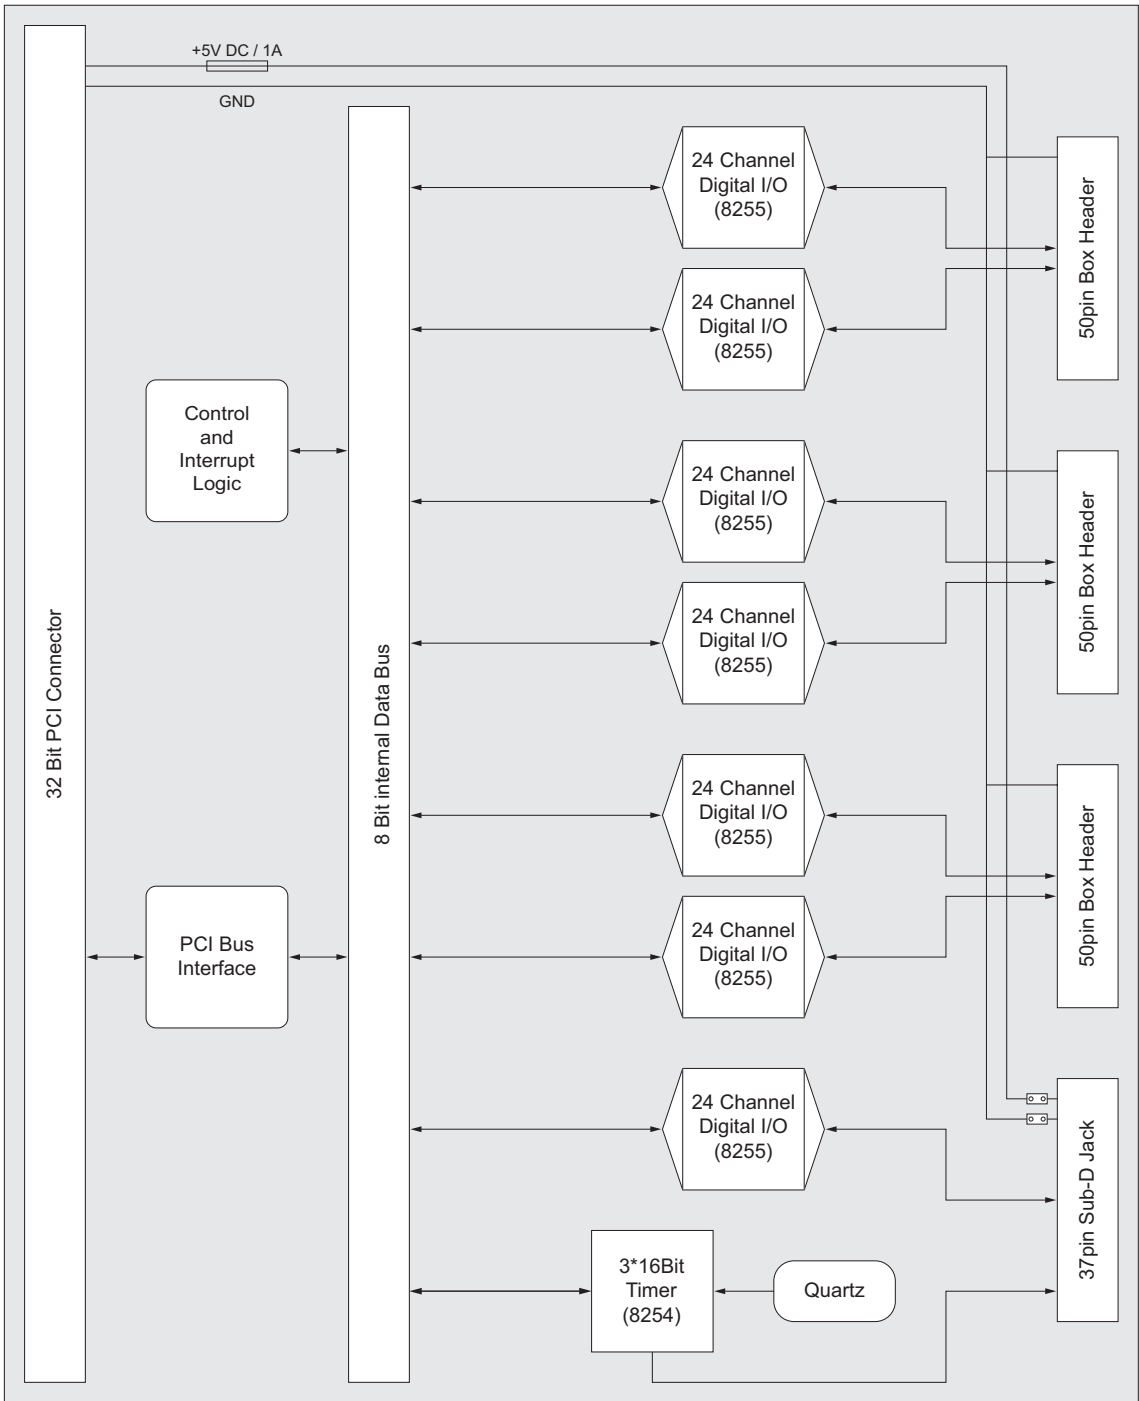 +5V DC / 1A
GND
32 Bit PCI Connector
8 Bit internal Data Bus
Control
and
Interrupt
Logic
PCI Bus
Interface
24 Channel
Digital I/O
(8255)
24 Channel
Digital I/O
(8255)
50pin Box Header
24 Channel
Digital I/O
(8255)
24 Channel
Digital I/O
(8255)
50pin Box Header
24 Channel
Digital I/O
(8255)
24 Channel
Digital I/O
(8255)
50pin Box Header
24 Channel
Digital I/O
(8255)
37pin Sub-D Jack
3*16Bit
Timer
(8254)
Quartz